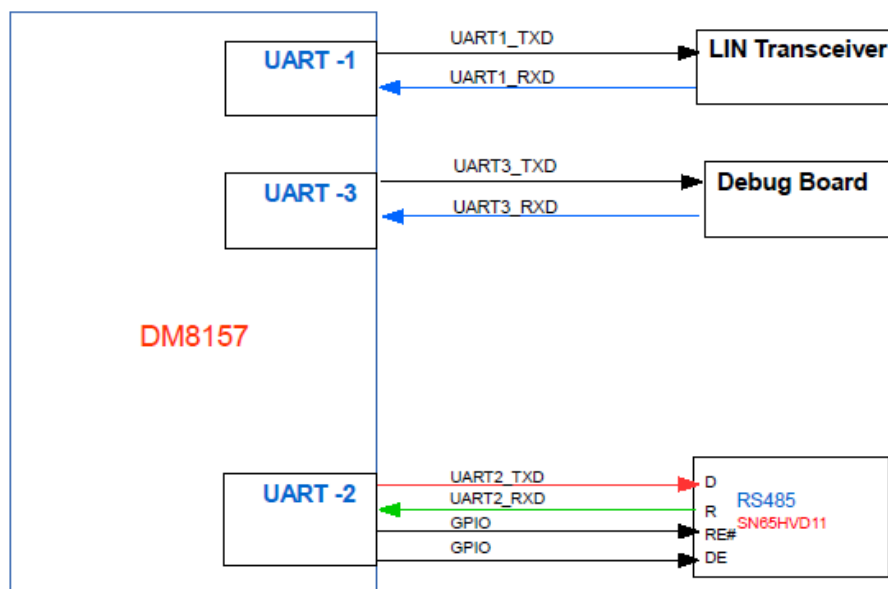 UART -1
UART1_TXD
UART1_RXD
LIN Transceiver
UART -3
UART3_TXD
UART3_RXD
Debug Board
DM8157
UART -2
UART2_TXD
UART2_RXD
GPIO
GPIO
D
R
RE#
DE
RS485
SN65HVD11